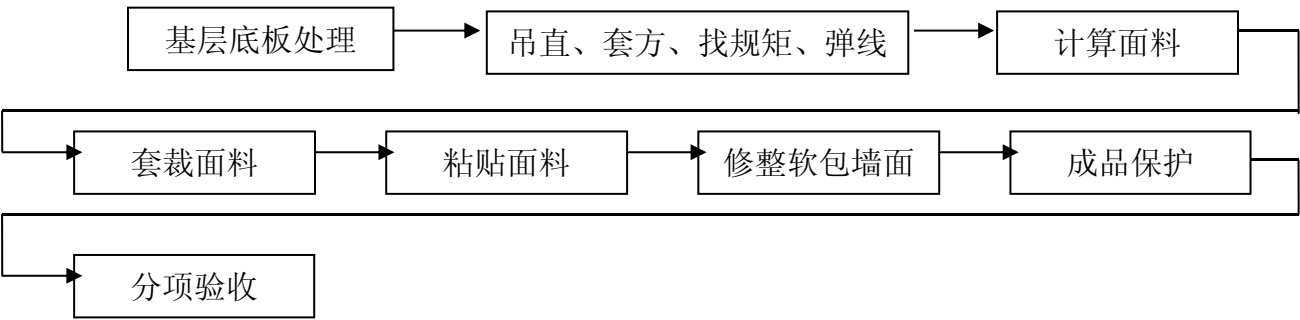 基层底板处理 吊直、套方、找规矩、弹线 计算面料
套裁面料 粘贴面料 修整软包墙面 成品保护
分项验收